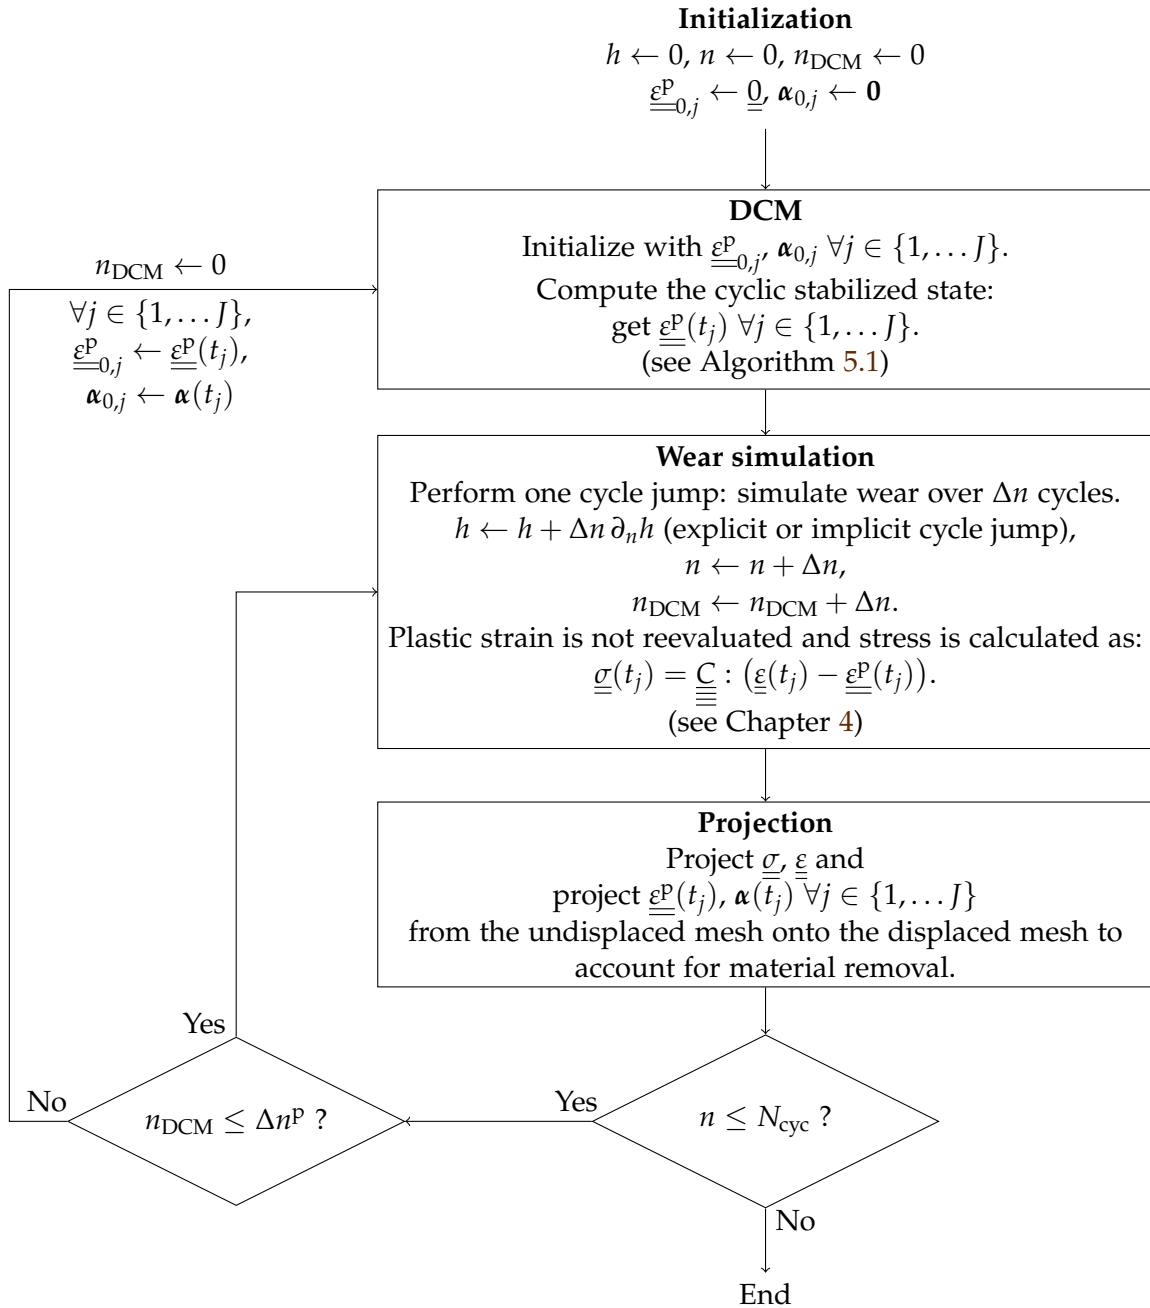 Initialization
h ← 0, n ← 0, n_DCM ← 0
ε^p_{0,j} ← 0, α_{0,j} ← 0
DCM
Initialize with ε^p_{0,j}, α_{0,j} ∀j ∈ {1, . . . J}.
Compute the cyclic stabilized state:
get ε^p(t_j) ∀j ∈ {1, . . . J}.
(see Algorithm 5.1)
n_DCM ← 0
∀j ∈ {1, . . . J},
ε^p_{0,j} ← ε^p(t_j),
α_{0,j} ← α(t_j)
Wear simulation
Perform one cycle jump: simulate wear over Δn cycles.
h ← h + Δn ∂_n h (explicit or implicit cycle jump),
n ← n + Δn,
n_DCM ← n_DCM + Δn.
Plastic strain is not reevaluated and stress is calculated as:
σ(t_j) = C : (ε(t_j) − ε^p(t_j)).
(see Chapter 4)
Projection
Project σ, ε and
project ε^p(t_j), α(t_j) ∀j ∈ {1, . . . J}
from the undisplaced mesh onto the displaced mesh to
account for material removal.
Yes
No
n_DCM ≤ Δn^p ?
Yes
n ≤ N_cyc ?
No
End